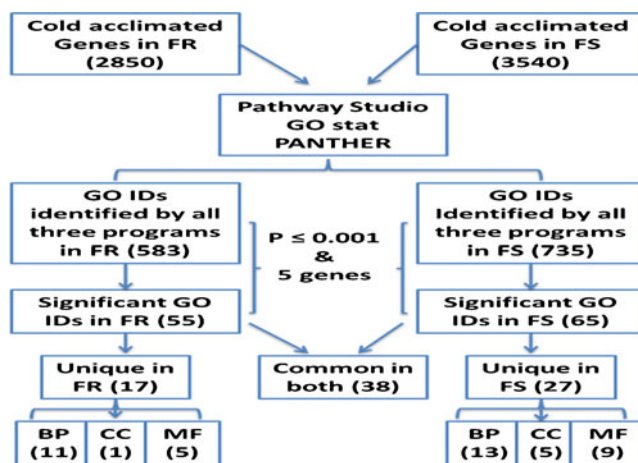 Cold acclimated
Genes in FR
(2850)
Cold acclimated
Genes in FS
(3540)
Pathway Studio
GO stat
PANTHER
GO IDs
identified by all
three programs
in FR (583)
P ≤ 0.001
&
5 genes
GO IDs
Identified by all
three programs
in FS (735)
Significant GO
IDs in FR (55)
Significant GO
IDs in FS (65)
Unique in
FR (17)
Common in
both (38)
Unique in
FS (27)
BP
(11)
CC
(1)
MF
(5)
BP
(13)
CC
(5)
MF
(9)